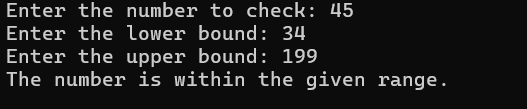 Enter the number to check: 45
Enter the lower bound: 34
Enter the upper bound: 199
The number is within the given range.